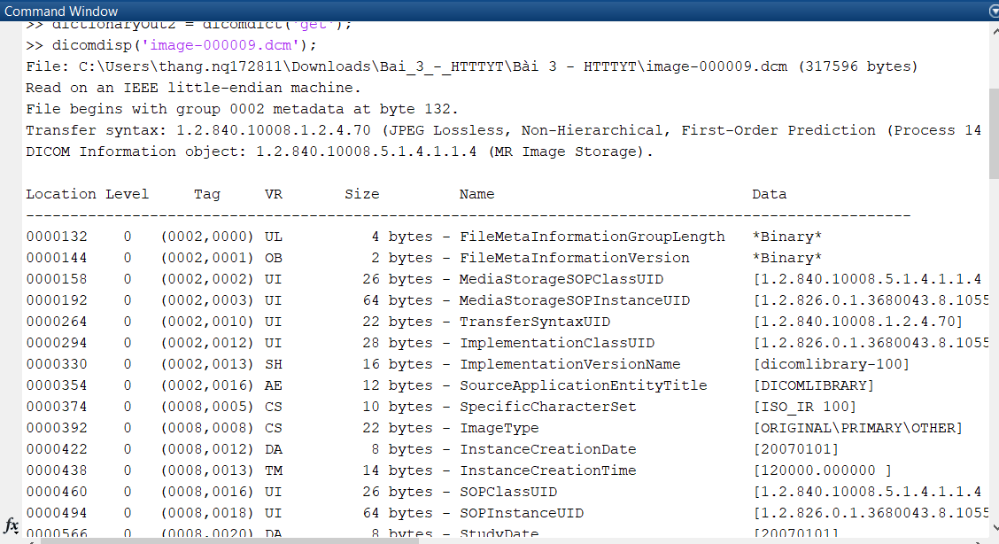 Command Window
>> dictionaryOut2 = dicomdict('get');
>> dicomdisp('image-000009.dcm');
File: C:\Users\thang.nq172811\Downloads\Bai_3_-_HTTTYT\Bài 3 - HTTTYT\image-000009.dcm (317596 bytes)
Read on an IEEE little-endian machine.
File begins with group 0002 metadata at byte 132.
Transfer syntax: 1.2.840.10008.1.2.4.70 (JPEG Lossless, Non-Hierarchical, First-Order Prediction (Process 14
DICOM Information object: 1.2.840.10008.5.1.4.1.1.4 (MR Image Storage).
Location Level Tag VR Size Name Data
----------------------------------------------------------------------------------------------------
0000132 0 (0002,0000) UL 4 bytes - FileMetaInformationGroupLength *Binary*
0000144 0 (0002,0001) OB 2 bytes - FileMetaInformationVersion *Binary*
0000158 0 (0002,0002) UI 26 bytes - MediaStorageSOPClassUID [1.2.840.10008.5.1.4.1.1.4
0000192 0 (0002,0003) UI 64 bytes - MediaStorageSOPInstanceUID [1.2.826.0.1.3680043.8.1055
0000264 0 (0002,0010) UI 22 bytes - TransferSyntaxUID [1.2.840.10008.1.2.4.70]
0000294 0 (0002,0012) UI 28 bytes - ImplementationClassUID [1.2.826.0.1.3680043.8.1055
0000330 0 (0002,0013) SH 16 bytes - ImplementationVersionName [dicomlibrary-100]
0000354 0 (0002,0016) AE 12 bytes - SourceApplicationEntityTitle [DICOMLIBRARY]
0000374 0 (0008,0005) CS 10 bytes - SpecificCharacterSet [ISO_IR 100]
0000392 0 (0008,0008) CS 22 bytes - ImageType [ORIGINAL\PRIMARY\OTHER]
0000422 0 (0008,0012) DA 8 bytes - InstanceCreationDate [20070101]
0000438 0 (0008,0013) TM 14 bytes - InstanceCreationTime [120000.000000 ]
0000460 0 (0008,0016) UI 26 bytes - SOPClassUID [1.2.840.10008.5.1.4.1.1.4
0000494 0 (0008,0018) UI 64 bytes - SOPInstanceUID [1.2.826.0.1.3680043.8.1055
0000566 0 (0008,0020) DA 8 bytes - StudyDate [20070101]
fx